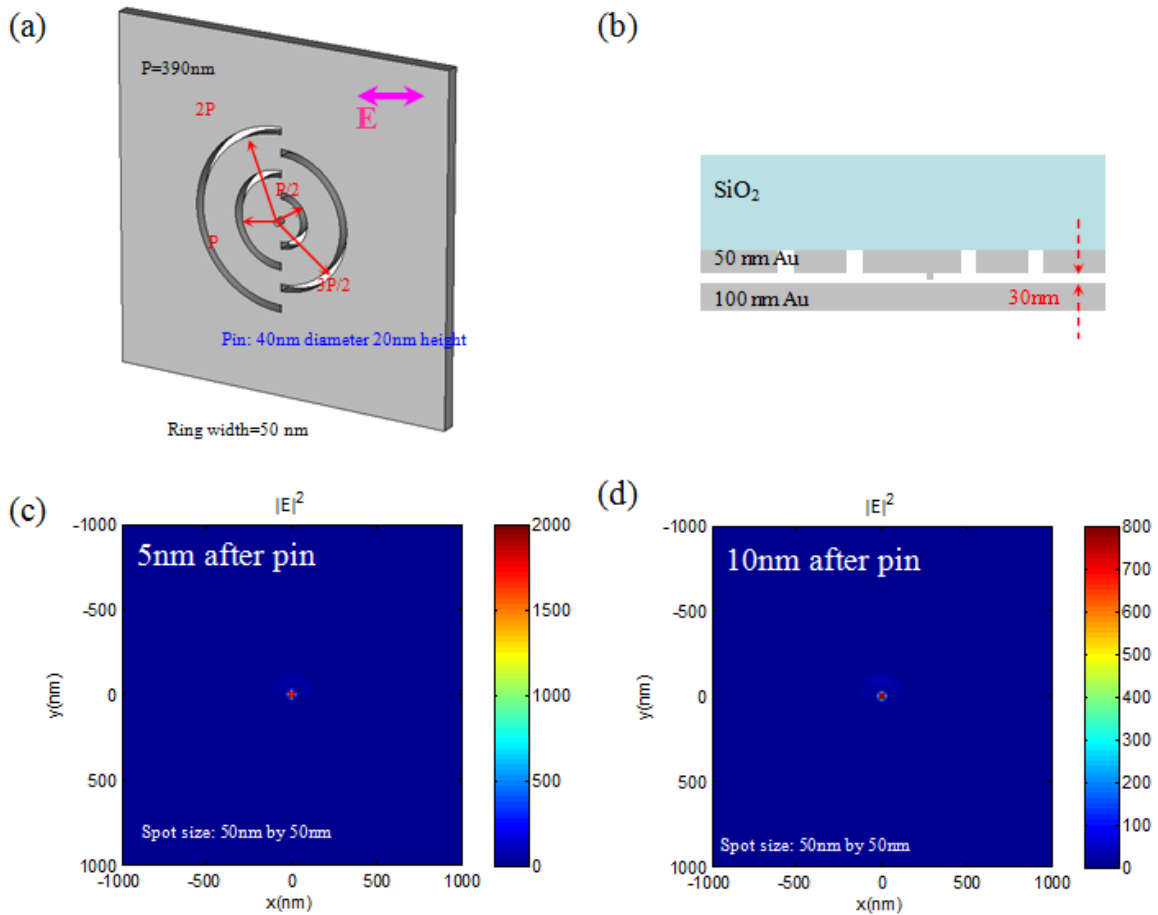 (a)
P=390nm
E
2P
P/2
P
3P/2
Pin: 40nm diameter 20nm height
Ring width=50 nm
(b)
SiO2
50 nm Au
100 nm Au
30nm
(c)
|E|2
5nm after pin
Spot size: 50nm by 50nm
-1000
-500
0
500
1000
y(nm)
-1000 -500 0 500 1000
x(nm)
2000
1500
1000
500
0
(d)
|E|2
10nm after pin
Spot size: 50nm by 50nm
-1000
-500
0
500
1000
y(nm)
-1000 -500 0 500 1000
x(nm)
800
700
600
500
400
300
200
100
0